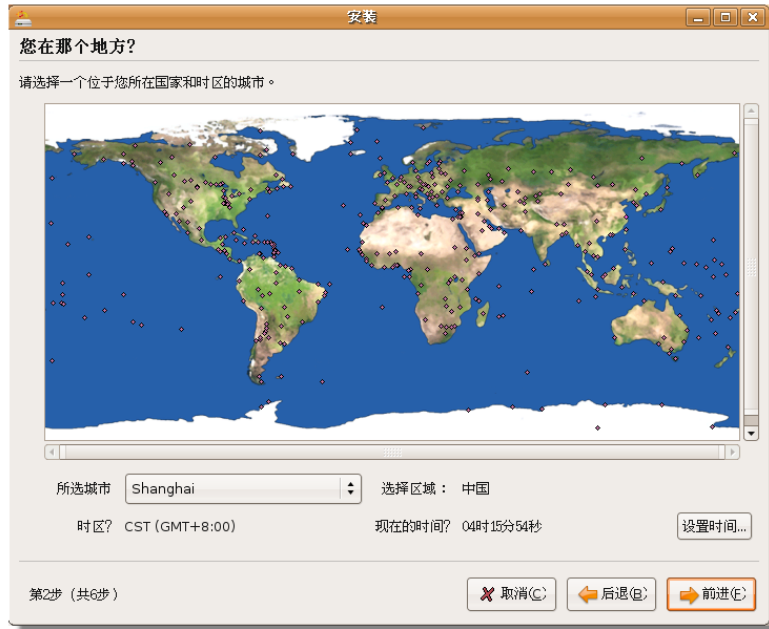 安装
您在那个地方?
请选择一个位于您所在国家和时区的城市。
所选城市 Shanghai 选择区域： 中国
时区? CST (GMT+8:00) 现在的时间? 04时15分54秒 设置时间...
第2步（共6步） 取消(C) 后退(B) 前进(F)